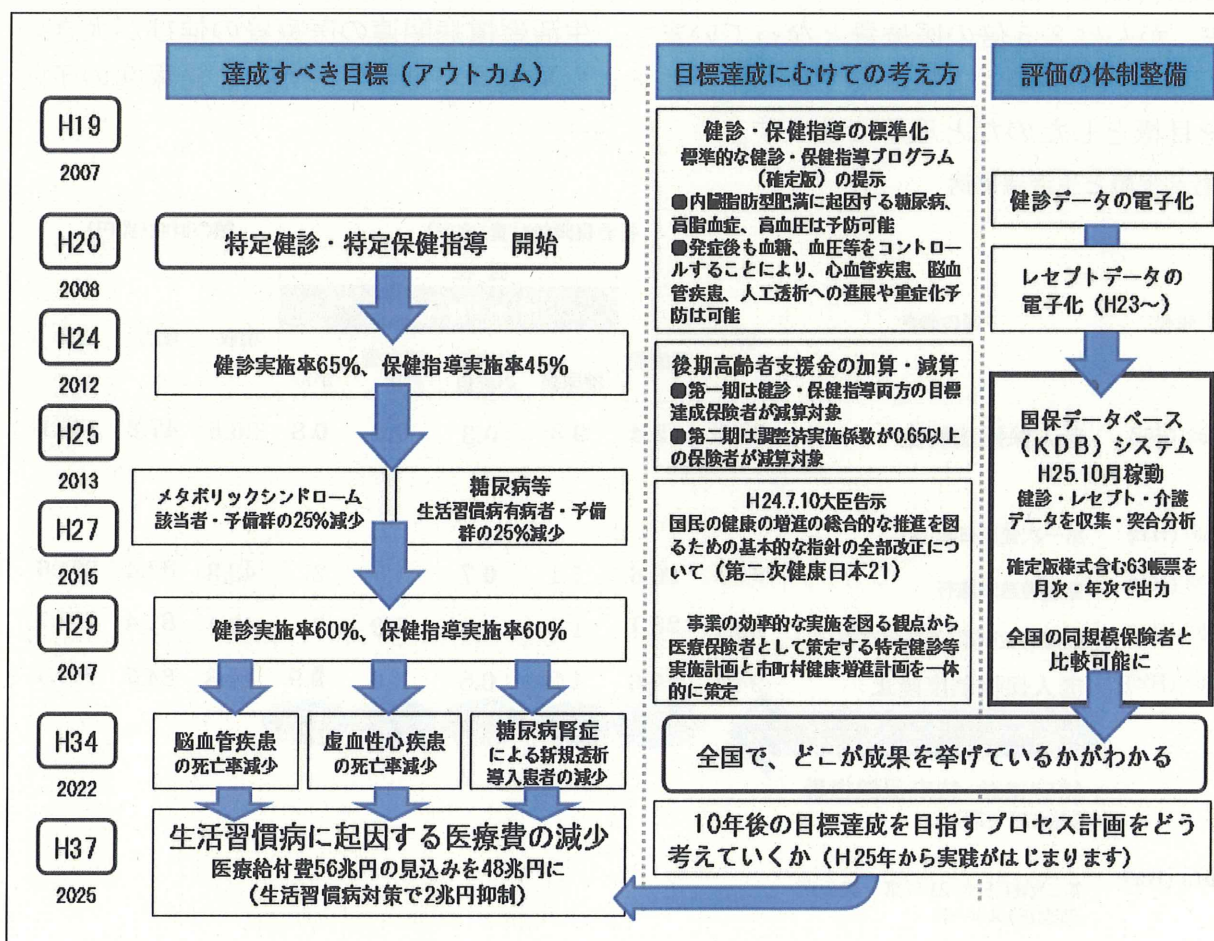 達成すべき目標（アウトカム）
目標達成にむけての考え方
評価の体制整備
H19
2007
H20
2008
H24
2012
H25
2013
H27
2015
H29
2017
H34
2022
H37
2025
特定健診・特定保健指導　開始
健診実施率65%、保健指導実施率45%
メタボリックシンドローム
該当者・予備群の25%減少
糖尿病等
生活習慣病有病者・予備
群の25%減少
健診実施率60%、保健指導実施率60%
脳血管疾患
の死亡率減少
虚血性心疾患
の死亡率減少
糖尿病腎症
による新規透析
導入患者の減少
生活習慣病に起因する医療費の減少
医療給付費56兆円の見込みを48兆円に
（生活習慣病対策で2兆円抑制）
健診・保健指導の標準化
標準的な健診・保健指導プログラム
（確定版）の提示
●内臓脂肪型肥満に起因する糖尿病、
高脂血症、高血圧は予防可能
●発症後も血糖、血圧等をコントロー
ルすることにより、心血管疾患、脳血
管疾患、人工透析への進展や重症化予
防は可能
後期高齢者支援金の加算・減算
●第一期は健診・保健指導両方の目標
達成保険者が減算対象
●第二期は調整済実施係数が0.65以上
の保険者が減算対象
H24.7.10大臣告示
国民の健康の増進の総合的な推進を図
るための基本的な指針の全部改正につ
いて（第二次健康日本21）
事業の効率的な実施を図る観点から
医療保険者として策定する特定健診等
実施計画と市町村健康増進計画を一体
的に策定
健診データの電子化
レセプトデータの
電子化（H23～）
国保データベース
（KDB）システム
H25.10月稼動
健診・レセプト・介護
データを収集・突合分析
確定版様式含む63帳票を
月次・年次で出力
全国の同規模保険者と
比較可能に
全国で、どこが成果を挙げているかがわかる
10年後の目標達成を目指すプロセス計画をどう
考えていくか（H25年から実践がはじまります）